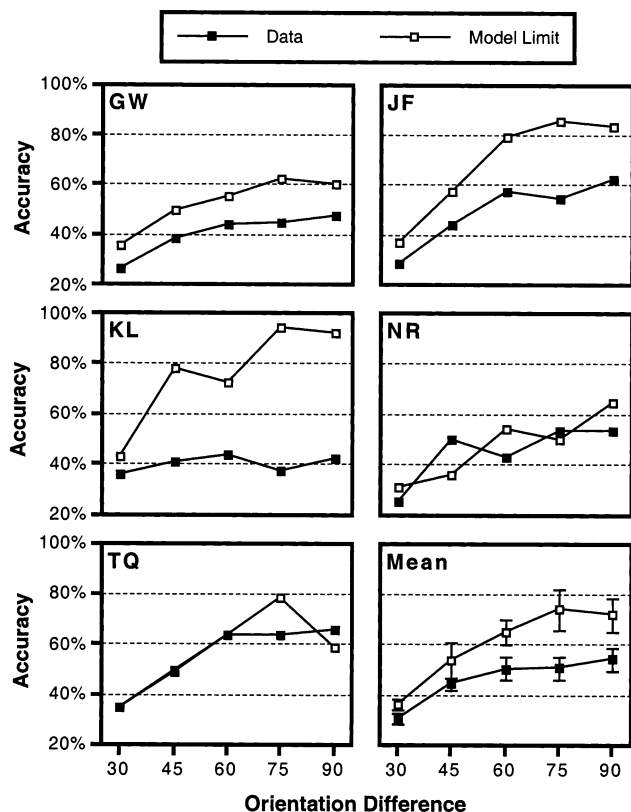 Data Model Limit
GW
JF
100%
80%
60%
40%
20%
Accuracy
KL
NR
100%
80%
60%
40%
20%
Accuracy
TQ
Mean
100%
80%
60%
40%
20%
Accuracy
30 45 60 75 90 30 45 60 75 90
Orientation Difference